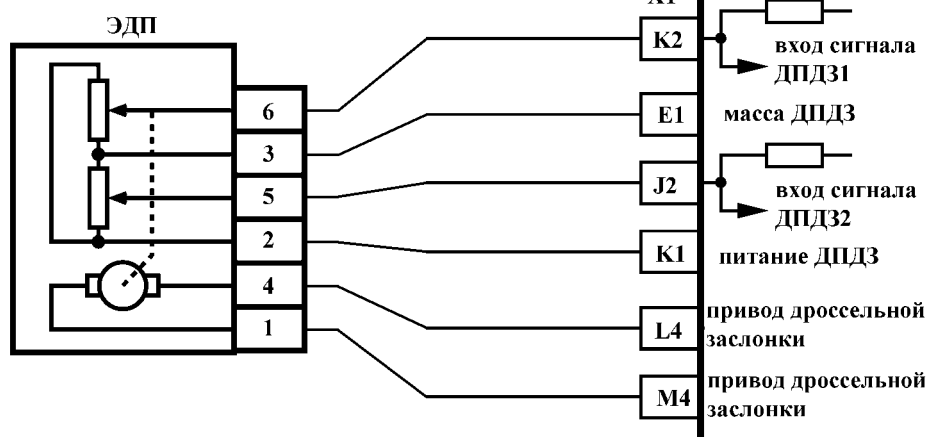 X1
ЭДП
6
3
5
2
4
1
K2
вход сигнала
ДПДЗ1
E1
масса ДПДЗ
J2
вход сигнала
ДПДЗ2
K1
питание ДПДЗ
L4
привод дроссельной
заслонки
M4
привод дроссельной
заслонки